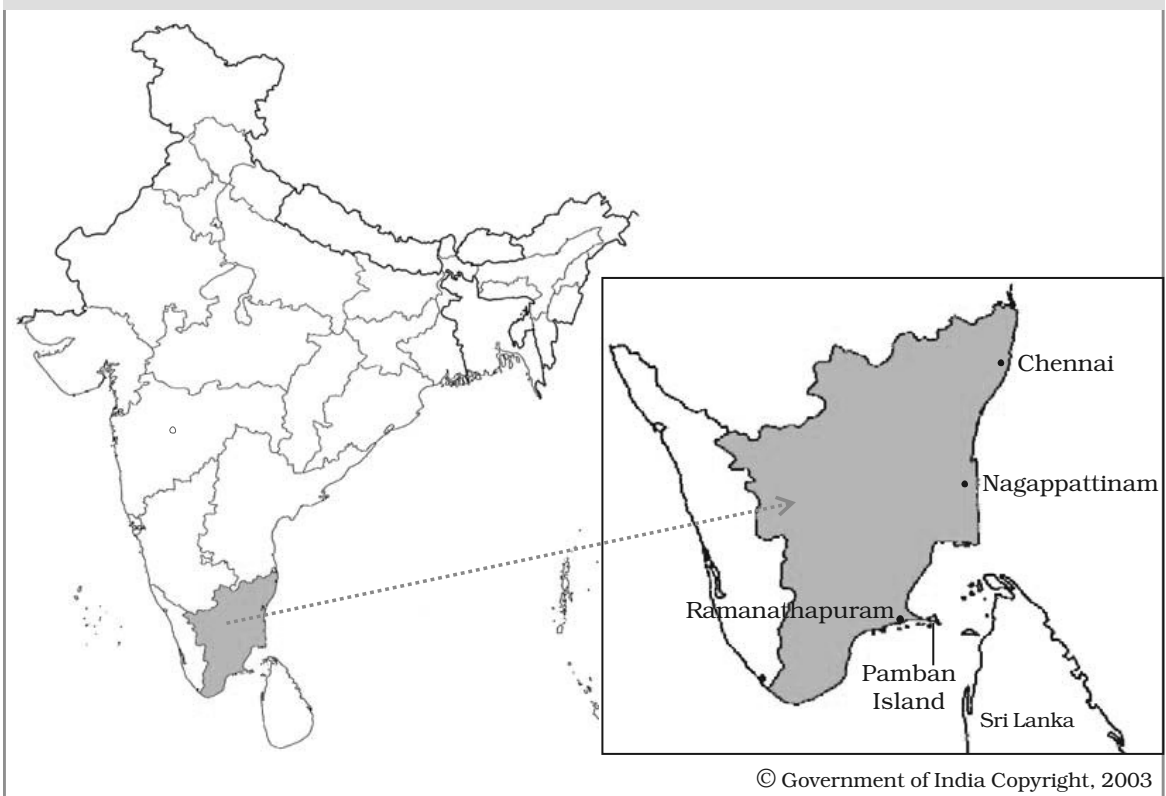 Chennai
Nagappattinam
Ramanathapuram
Pamban
Island
Sri Lanka
© Government of India Copyright, 2003